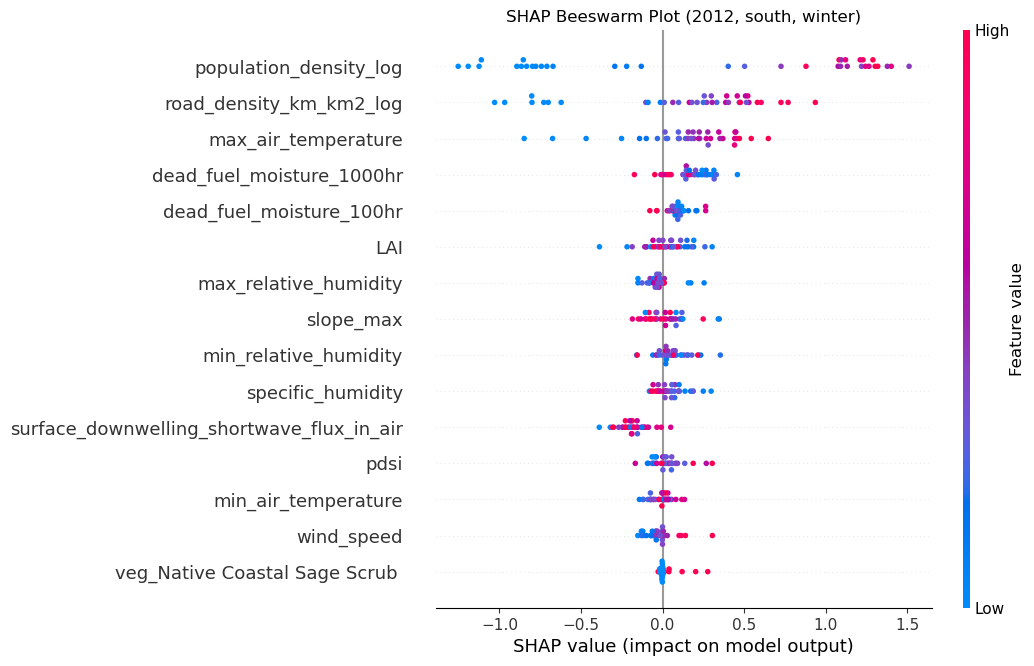 SHAP Beeswarm Plot (2012, south, winter)
High
population_density_log
road_density_km_km2_log
max_air_temperature
dead_fuel_moisture_1000hr
dead_fuel_moisture_100hr
LAI
max_relative_humidity
slope_max
min_relative_humidity
specific_humidity
surface_downwelling_shortwave_flux_in_air
pdsi
min_air_temperature
wind_speed
veg_Native Coastal Sage Scrub
Feature value
Low
−1.0 −0.5 0.0 0.5 1.0 1.5
SHAP value (impact on model output)